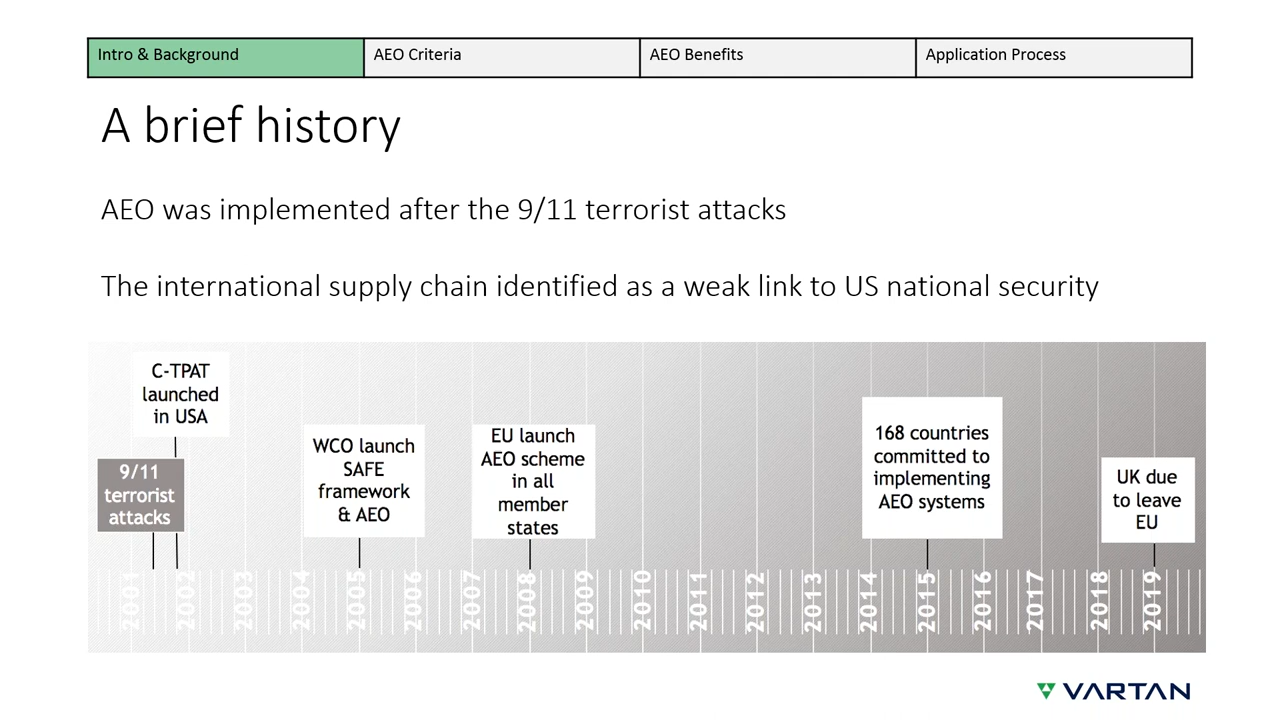 Intro & Background
AEO Criteria
AEO Benefits
Application Process
A brief history
AEO was implemented after the 9/11 terrorist attacks
The international supply chain identified as a weak link to US national security
C-TPAT
launched
in USA
9/11
terrorist
attacks
WCO launch
SAFE
framework
& AEO
EU launch
AEO scheme
in all
member
states
168 countries
committed to
implementing
AEO systems
UK due
to leave
EU
2001
2002
2003
2004
2005
2006
2007
2008
2009
2010
2011
2012
2013
2014
2015
2016
2017
2018
2019
VARTAN